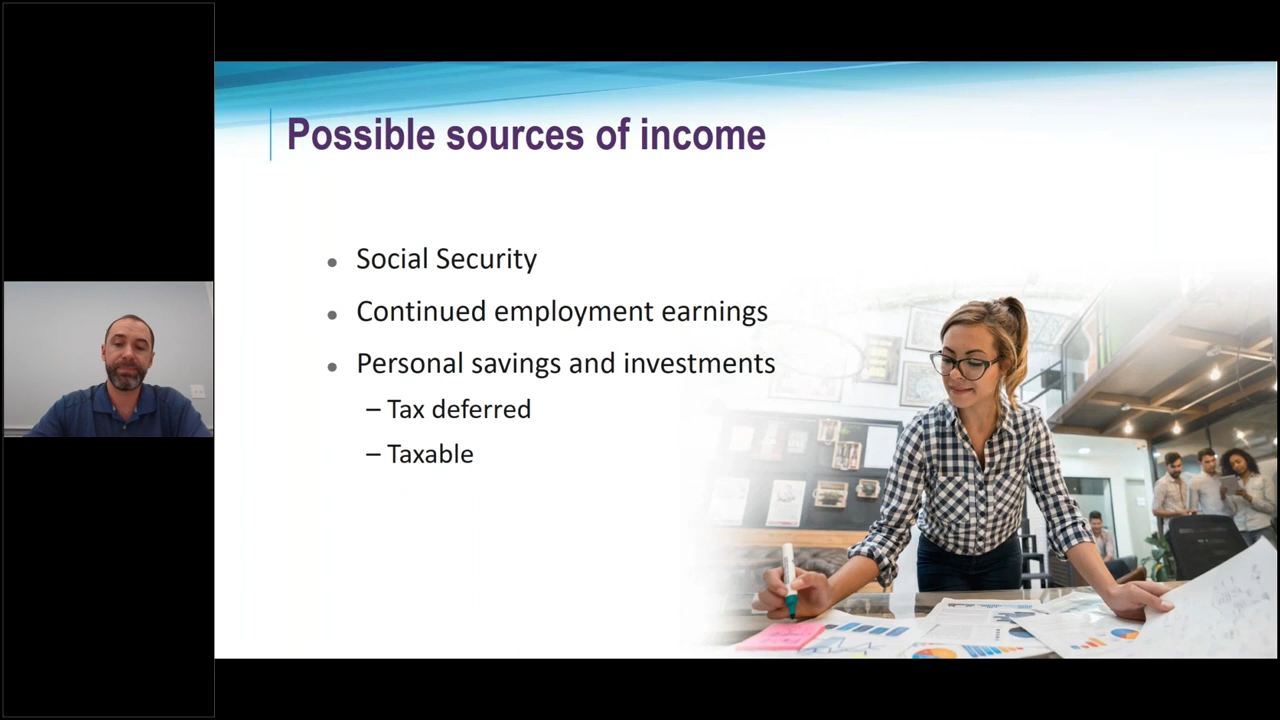 Possible sources of income
• Social Security
• Continued employment earnings
• Personal savings and investments
– Tax deferred
– Taxable